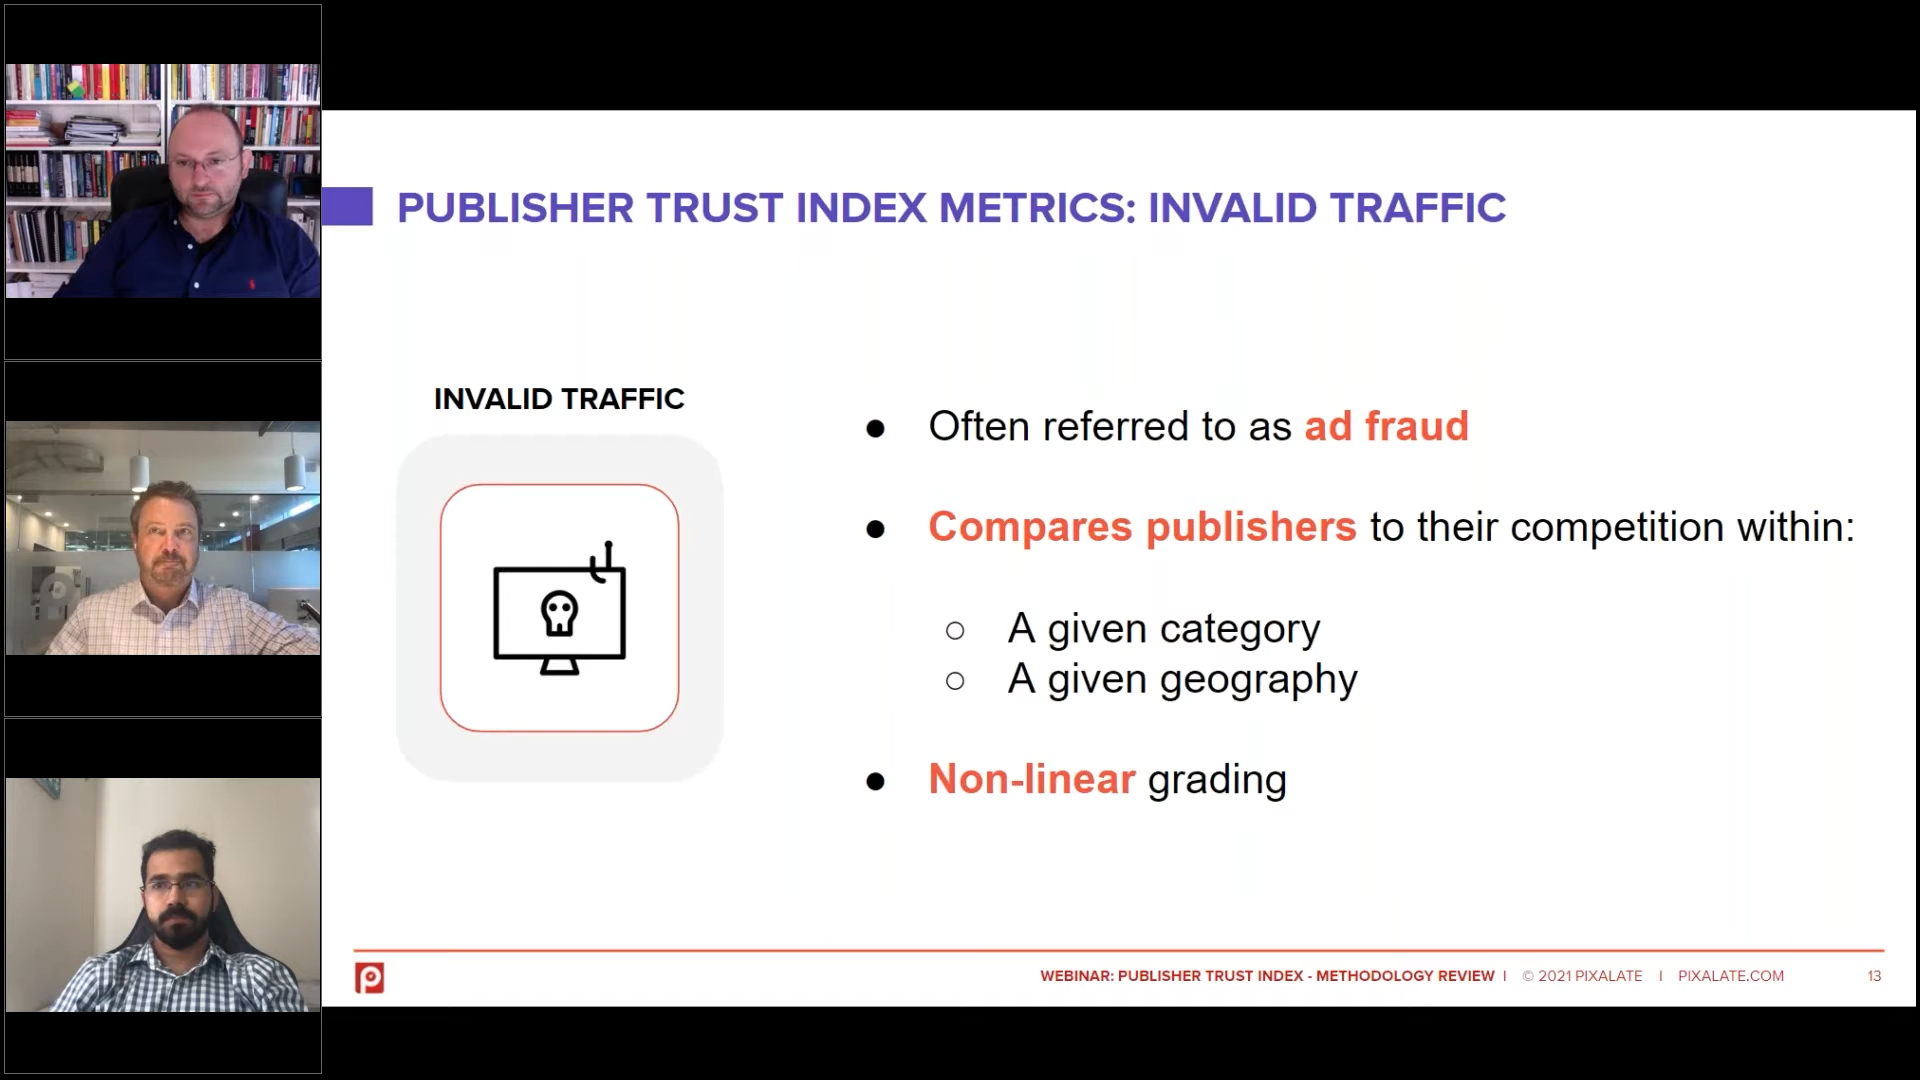 PUBLISHER TRUST INDEX METRICS: INVALID TRAFFIC
INVALID TRAFFIC
● Often referred to as ad fraud
● Compares publishers to their competition within:
○ A given category
○ A given geography
● Non-linear grading
WEBINAR: PUBLISHER TRUST INDEX - METHODOLOGY REVIEW | © 2021 PIXALATE | PIXALATE.COM 13